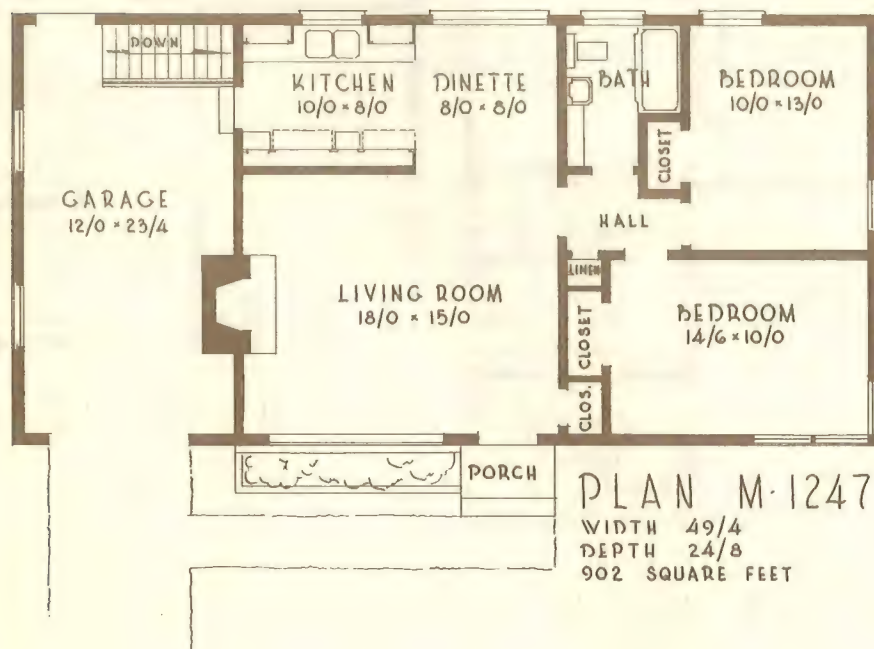 DOWN
KITCHEN
10/0 × 8/0
DINETTE
8/0 × 8/0
BATH
BEDROOM
10/0 × 13/0
CLOSET
GARAGE
12/0 × 23/4
HALL
LINEN
LIVING ROOM
18/0 × 15/0
CLOSET
BEDROOM
14/6 × 10/0
CLOS.
PORCH
PLAN M-1247
WIDTH 49/4
DEPTH 24/8
902 SQUARE FEET